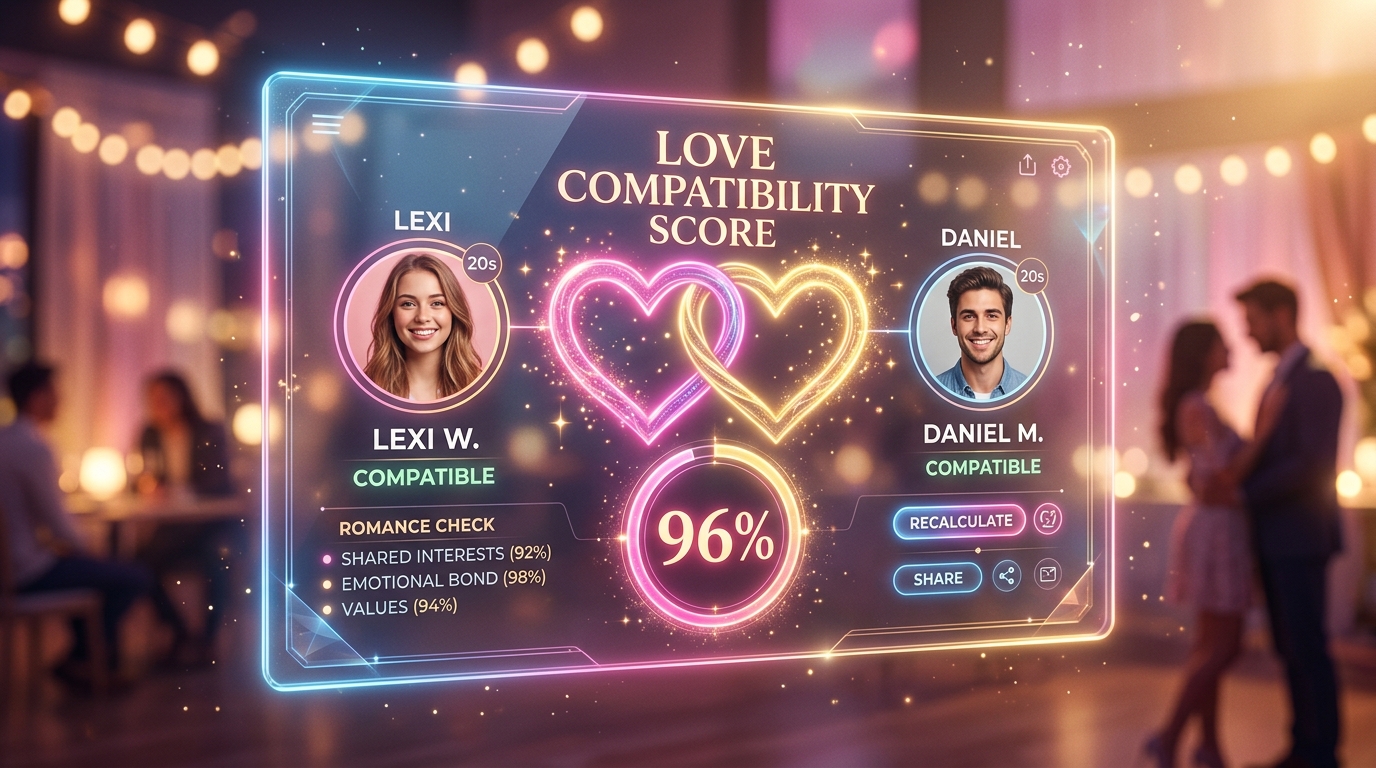 LOVE
COMPATIBILITY
SCORE
LEXI
20s
DANIEL
20s
LEXI W.
COMPATIBLE
DANIEL M.
COMPATIBLE
ROMANCE CHECK
SHARED INTERESTS (92%)
EMOTIONAL BOND (98%)
VALUES (94%)
96%
RECALCULATE
SHARE